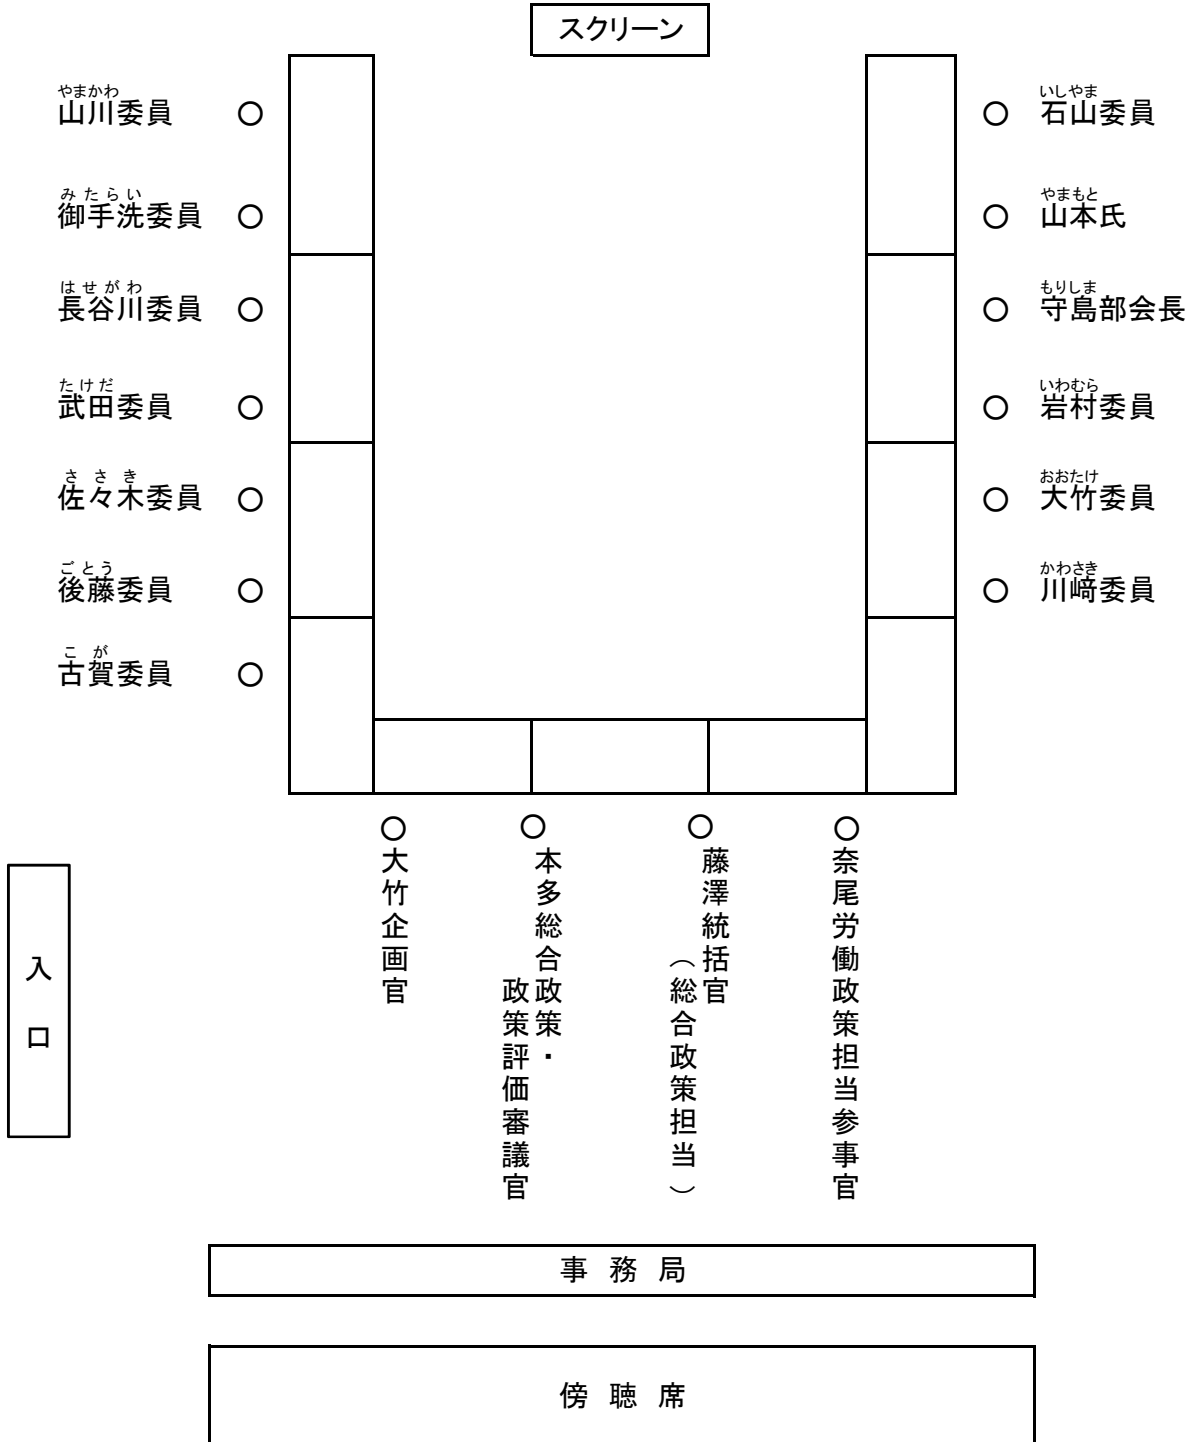 スクリーン
やまかわ
山川委員 ○
いしやま
○ 石山委員
みたらい
御手洗委員 ○
やまもと
○ 山本氏
はせがわ
長谷川委員 ○
もりしま
○ 守島部会長
たけだ
武田委員 ○
いわむら
○ 岩村委員
ささき
佐々木委員 ○
おおたけ
○ 大竹委員
ごとう
後藤委員 ○
かわさき
○ 川﨑委員
こが
古賀委員 ○
○大竹企画官
○本多総合政策・
政策評価審議官
○藤澤統括官
（総合政策担当）
○奈尾労働政策担当参事官
入口
事務局
傍聴席